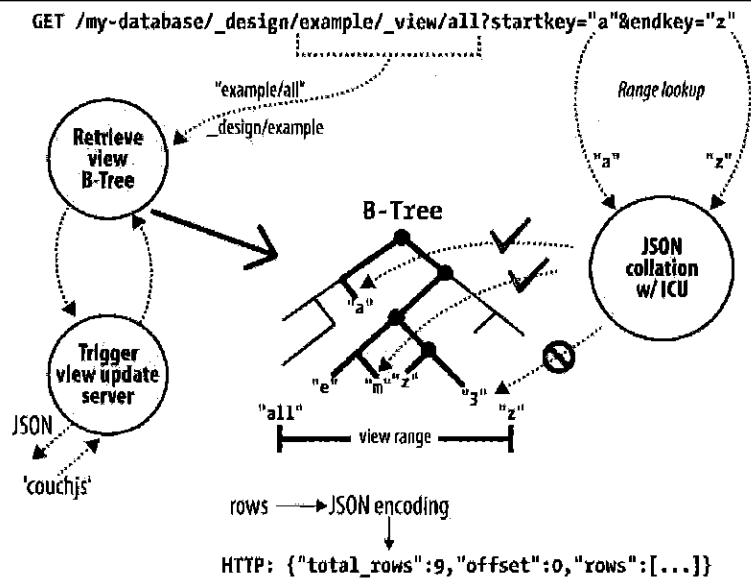 GET /my-database/_design/example/_view/all?startkey="a"&endkey="z"
"example/all"
_design/example
Range lookup
Retrieve
view
B-Tree
"a"
"z"
B-Tree
JSON
collation
w/ ICU
"a"
Trigger
view update
server
"e"
"m"
"z"
"3"
"all"
"z"
view range
JSON
'couchjs'
rows
JSON encoding
HTTP: {"total_rows":9,"offset":0,"rows":[...]}